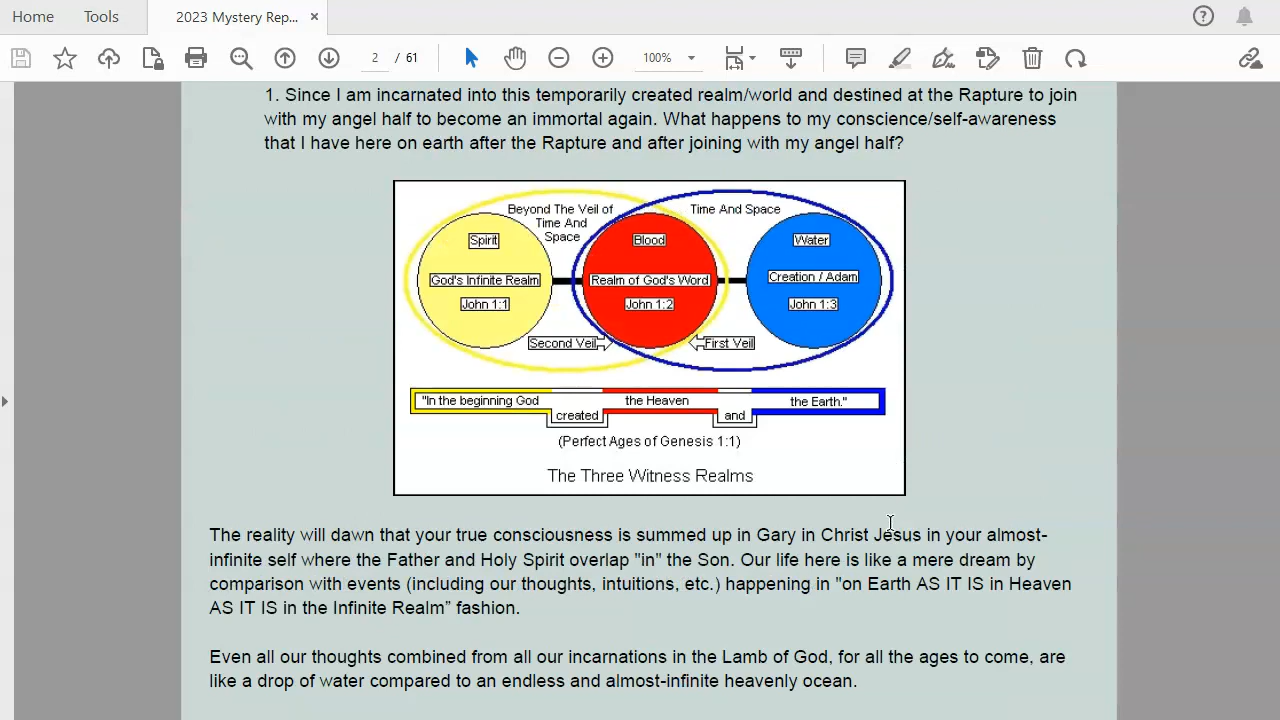 Home Tools 2023 Mystery Rep... ×
2 / 61 100%
1. Since I am incarnated into this temporarily created realm/world and destined at the Rapture to join
with my angel half to become an immortal again. What happens to my conscience/self-awareness
that I have here on earth after the Rapture and after joining with my angel half?
Beyond The Veil of
Time And
Space
Time And Space
Spirit
Blood
Water
God's Infinite Realm
Realm of God's Word
Creation / Adam
John 1:1
John 1:2
John 1:3
Second Veil
First Veil
"In the beginning God
created
the Heaven
and
the Earth."
(Perfect Ages of Genesis 1:1)
The Three Witness Realms
The reality will dawn that your true consciousness is summed up in Gary in Christ Jesus in your almost-
infinite self where the Father and Holy Spirit overlap "in" the Son. Our life here is like a mere dream by
comparison with events (including our thoughts, intuitions, etc.) happening in "on Earth AS IT IS in Heaven
AS IT IS in the Infinite Realm” fashion.
Even all our thoughts combined from all our incarnations in the Lamb of God, for all the ages to come, are
like a drop of water compared to an endless and almost-infinite heavenly ocean.